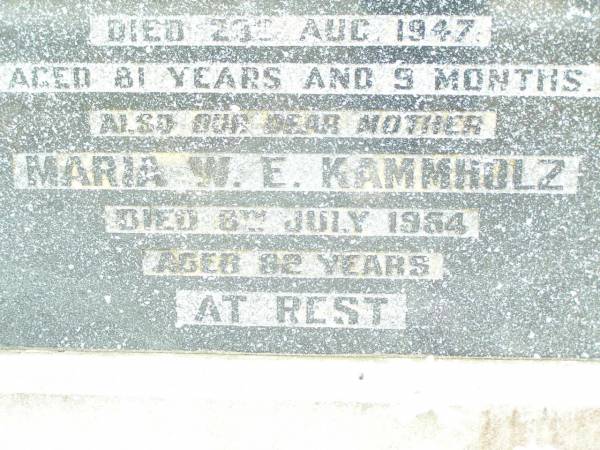 DIED 23RD AUG. 1947.
AGED 81 YEARS AND 9 MONTHS.
ALSO OUR DEAR MOTHER
MARIA W. E. KAMMHOLZ
DIED 8TH JULY 1954
AGED 82 YEARS
AT REST